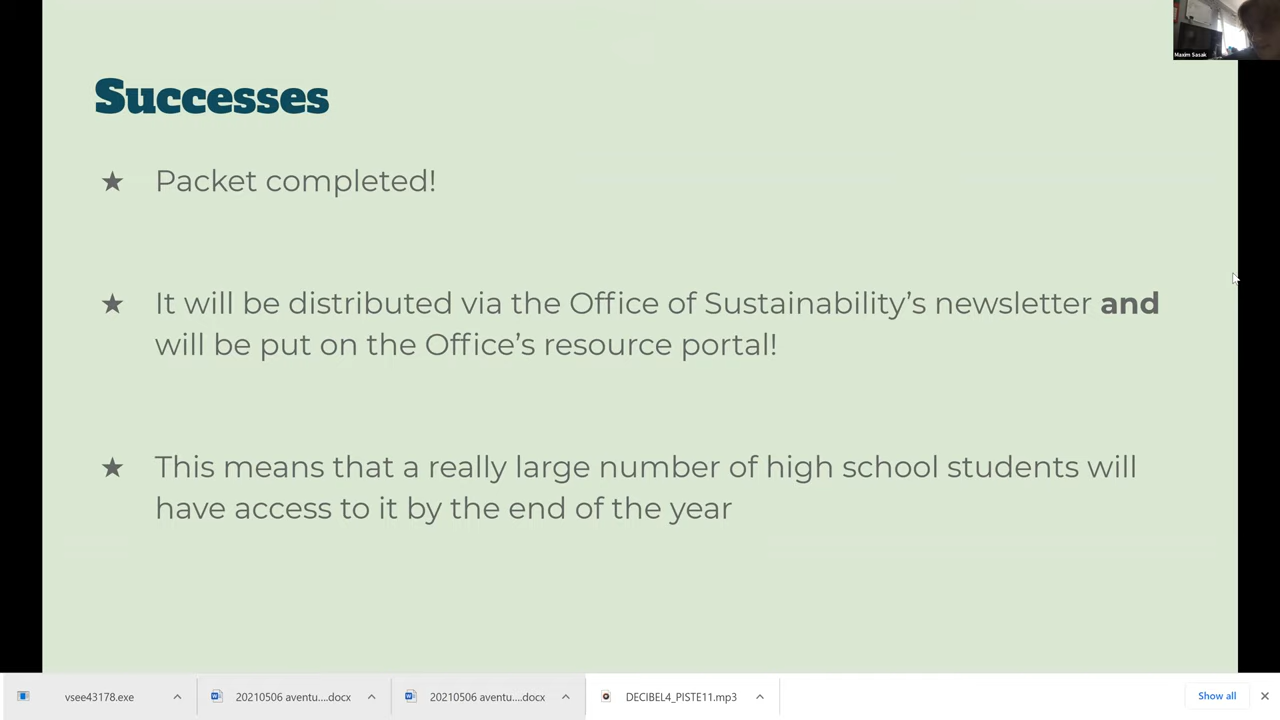 Maxim Sasak
Successes
★ Packet completed!
★ It will be distributed via the Office of Sustainability’s newsletter and
will be put on the Office’s resource portal!
★ This means that a really large number of high school students will
have access to it by the end of the year
vsee43178.exe
20210506 aventu....docx
20210506 aventu....docx
DECIBEL4_PISTE11.mp3
Show all